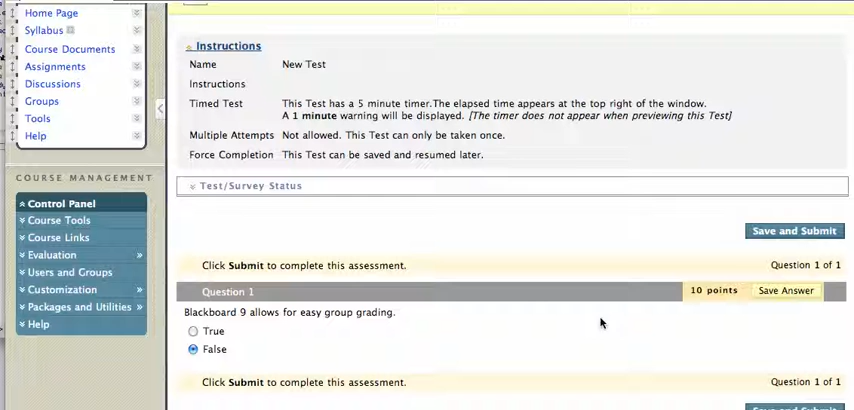 Home Page
Syllabus
Course Documents
Assignments
Discussions
Groups
Tools
Help
COURSE MANAGEMENT
Control Panel
Course Tools
Course Links
Evaluation »
Users and Groups
Customization »
Packages and Utilities »
Help
Instructions
Name New Test
Instructions
Timed Test This Test has a 5 minute timer.The elapsed time appears at the top right of the window.
A 1 minute warning will be displayed. [The timer does not appear when previewing this Test]
Multiple Attempts Not allowed. This Test can only be taken once.
Force Completion This Test can be saved and resumed later.
Test/Survey Status
Save and Submit
Click Submit to complete this assessment. Question 1 of 1
Question 1 10 points Save Answer
Blackboard 9 allows for easy group grading.
True
False
Click Submit to complete this assessment. Question 1 of 1
Save and Submit